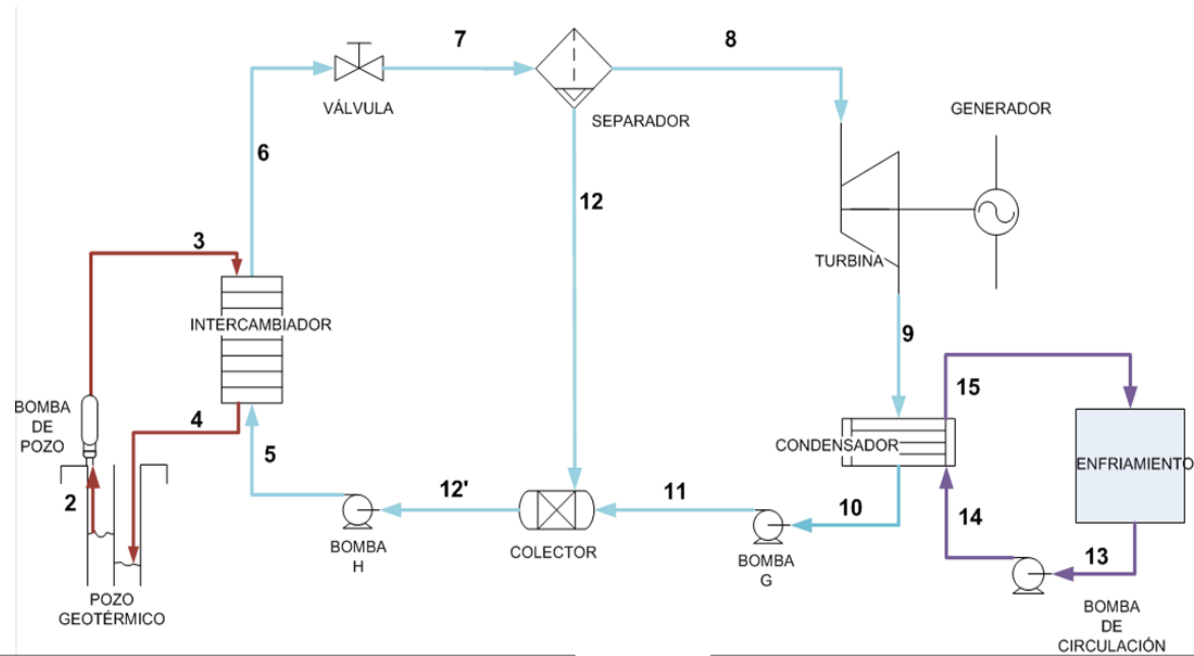 7
8
VÁLVULA
SEPARADOR
GENERADOR
6
12
3
TURBINA
INTERCAMBIADOR
9
15
BOMBA
DE
POZO
4
CONDENSADOR
ENFRIAMIENTO
5
2
12'
11
10
14
BOMBA
H
COLECTOR
BOMBA
G
13
POZO
GEOTÉRMICO
BOMBA
DE
CIRCULACIÓN